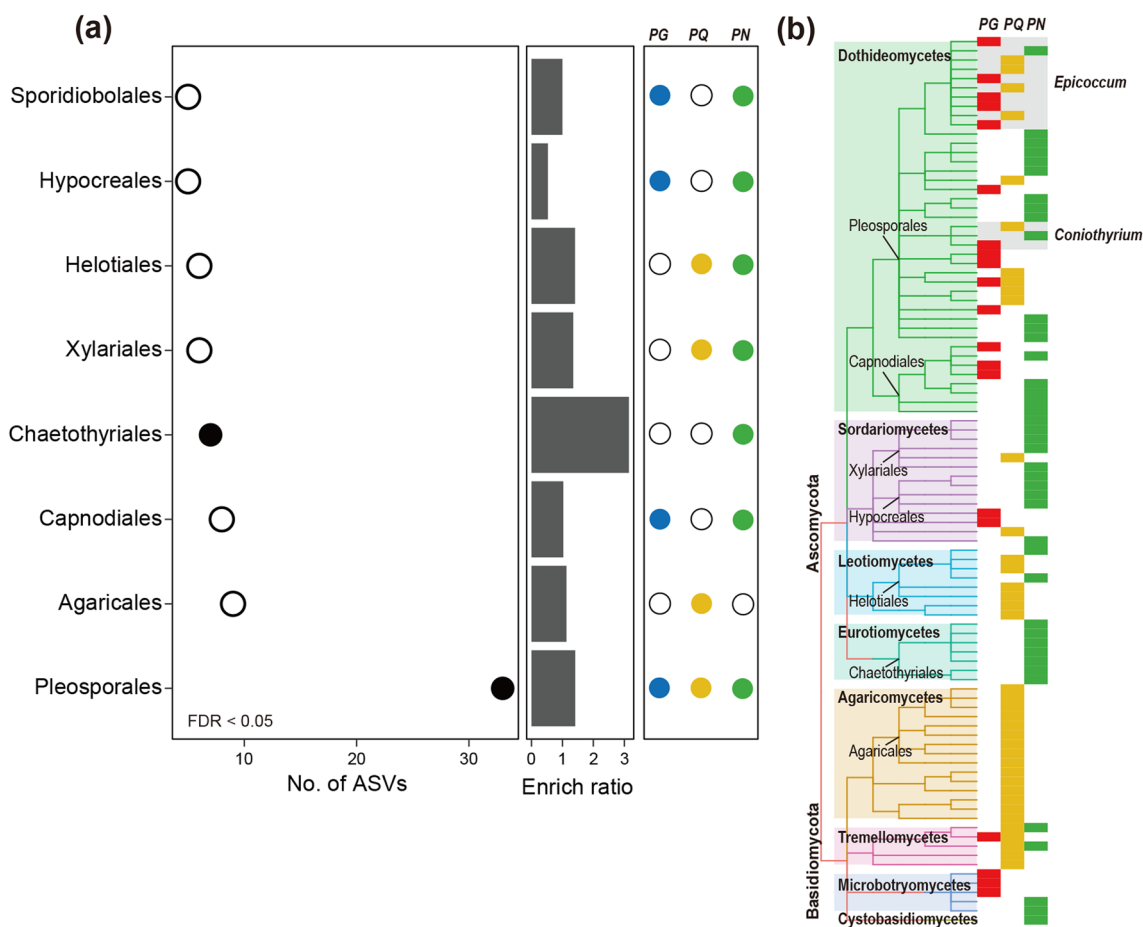 (a)
PG PQ PN
Sporidiobolales
Hypocreales
Helotiales
Xylariales
Chaetothyriales
Capnodiales
Agaricales
Pleosporales
FDR < 0.05
10 20 30
0 1 2 3
No. of ASVs
Enrich ratio
(b)
PG PQ PN
Dothideomycetes
Epicoccum
Pleosporales
Coniothyrium
Capnodiales
Sordariomycetes
Xylariales
Hypocreales
Ascomycota
Leotiomycetes
Helotiales
Eurotiomycetes
Chaetothyriales
Agaricomycetes
Agaricales
Basidiomycota
Tremellomycetes
Microbotryomycetes
Cystobasidiomycetes